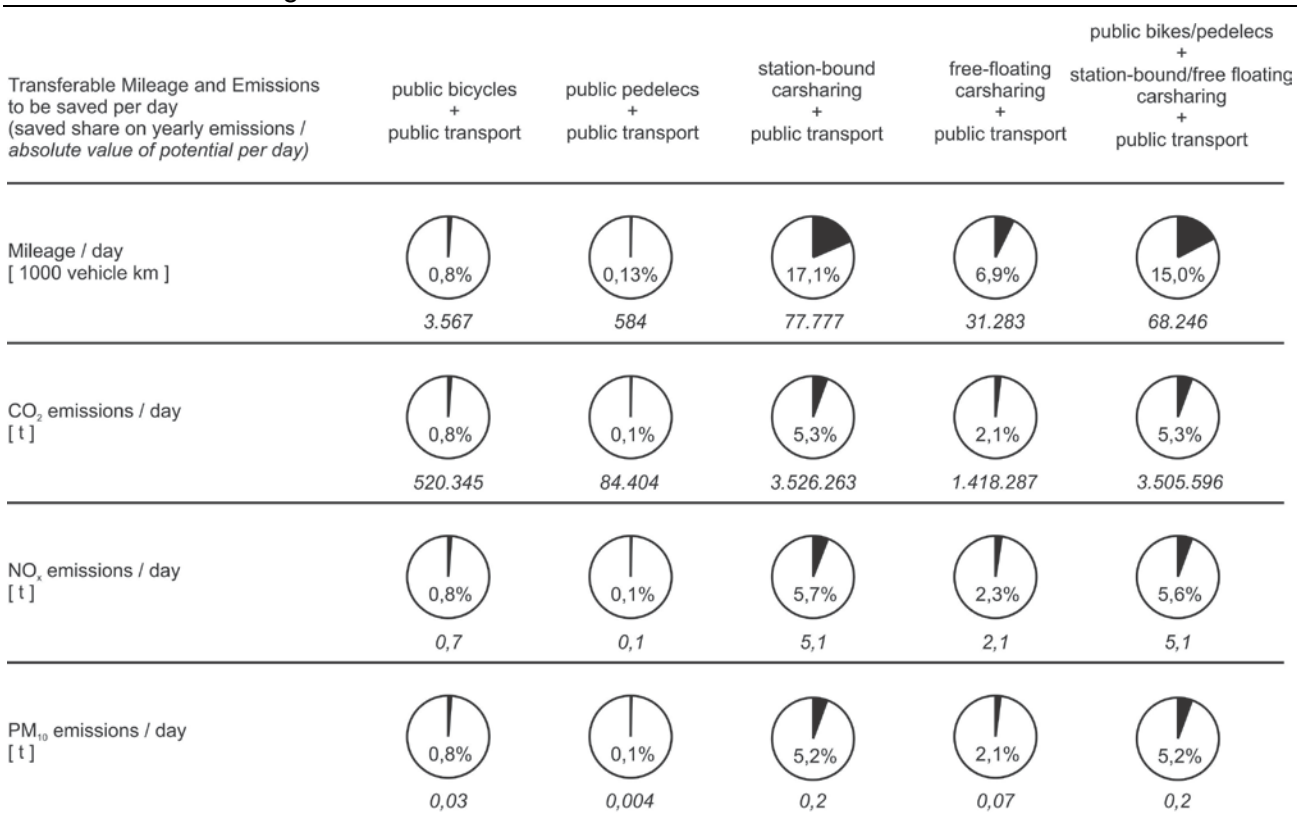 public bikes/pedelecs
+
station-bound/free floating
carsharing
+
public transport
free-floating
carsharing
+
public transport
station-bound
carsharing
+
public transport
public pedelecs
+
public transport
public bicycles
+
public transport
Transferable Mileage and Emissions
to be saved per day
(saved share on yearly emissions /
absolute value of potential per day)
Mileage / day
[ 1000 vehicle km ]
0,8% 0,13% 17,1% 6,9% 15,0%
3.567 584 77.777 31.283 68.246
CO₂ emissions / day
[ t ]
0,8% 0,1% 5,3% 2,1% 5,3%
520.345 84.404 3.526.263 1.418.287 3.505.596
NOₓ emissions / day
[ t ]
0,8% 0,1% 5,7% 2,3% 5,6%
0,7 0,1 5,1 2,1 5,1
PM₁₀ emissions / day
[ t ]
0,8% 0,1% 5,2% 2,1% 5,2%
0,03 0,004 0,2 0,07 0,2